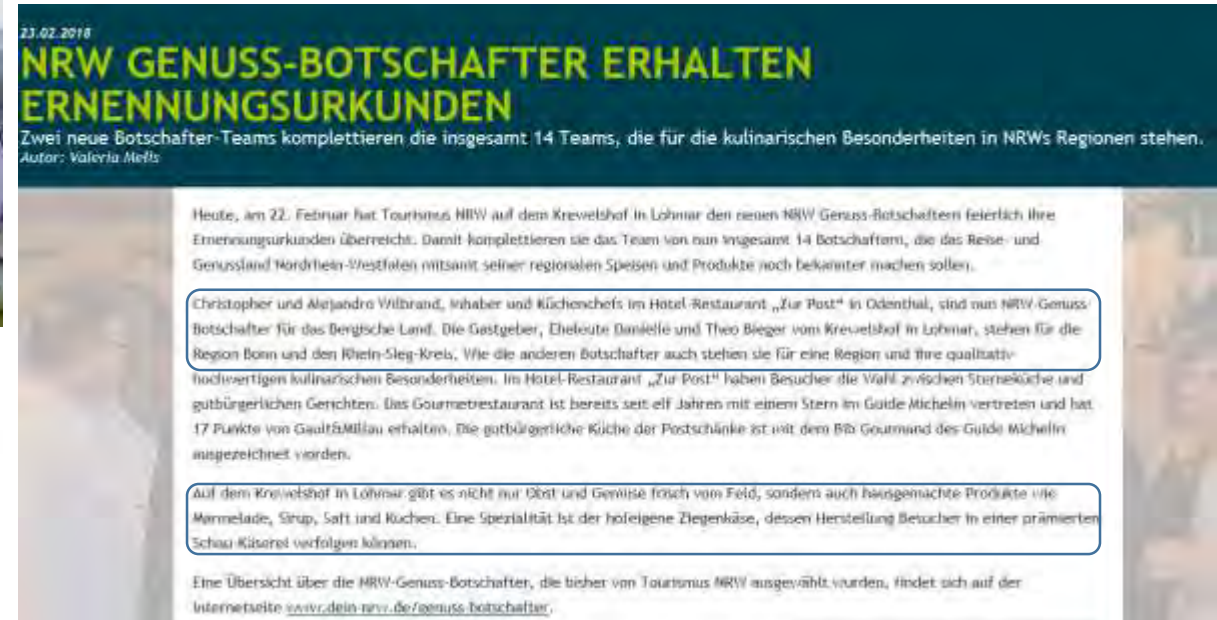 23.02.2018
NRW GENUSS-BOTSCHAFTER ERHALTEN
ERNENNUNGSURKUNDEN
Zwei neue Botschafter-Teams komplettieren die insgesamt 14 Teams, die für die kulinarischen Besonderheiten in NRWs Regionen stehen.
Autor: Valeria Melis
Heute, am 22. Februar hat Tourismus NRW auf dem Krewelshof in Lohmar den neuen NRW Genuss-Botschaftern feierlich ihre
Ernennungsurkunden überreicht. Damit komplettieren sie das Team von nun insgesamt 14 Botschaftern, die das Reise- und
Genussland Nordrhein-Westfalen mitsamt seiner regionalen Speisen und Produkte noch bekannter machen sollen.
Christopher und Alejandro Wilbrand, Inhaber und Küchenchefs im Hotel-Restaurant „Zur Post“ in Odenthal, sind nun NRW-Genuss-
Botschafter für das Bergische Land. Die Gastgeber, Eheleute Danielle und Theo Bieger vom Krewelshof in Lohmar, stehen für die
Region Bonn und den Rhein-Sieg-Kreis. Wie die anderen Botschafter auch stehen sie für eine Region und ihre qualitativ
hochwertigen kulinarischen Besonderheiten. Im Hotel-Restaurant „Zur Post“ haben Besucher die Wahl zwischen Sterneküche und
gutbürgerlichen Gerichten. Das Gourmetrestaurant ist bereits seit elf Jahren mit einem Stern im Guide Michelin vertreten und hat
17 Punkte von Gault&Millau erhalten. Die gutbürgerliche Küche der Postschänke ist mit dem Bib Gourmand des Guide Michelin
ausgezeichnet worden.
Auf dem Krewelshof in Lohmar gibt es nicht nur Obst und Gemüse frisch vom Feld, sondern auch hausgemachte Produkte wie
Marmelade, Sirup, Saft und Kuchen. Eine Spezialität ist der hofeigene Ziegenkäse, dessen Herstellung Besucher in einer prämierten
Schau-Käserei verfolgen können.
Eine Übersicht über die NRW-Genuss-Botschafter, die bisher von Tourismus NRW ausgewählt wurden, findet sich auf der
Internetseite www.dein-nrw.de/genuss-botschafter.